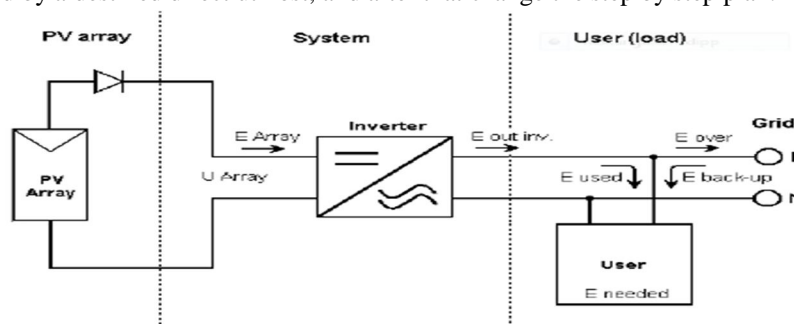 PV array
System
User (load)
Inverter
Grid
E Array
E out inv.
E over
PV
Array
U Array
E used
E back-up
User
E needed